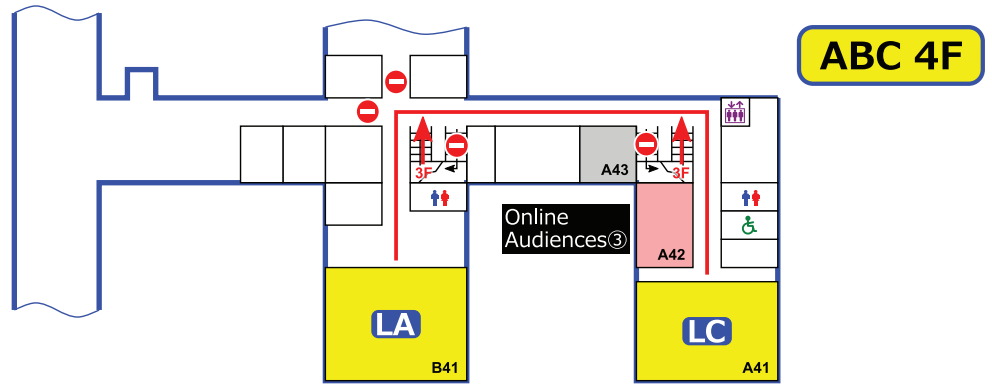 ABC 4F
3F
A43
3F
Online
Audiences③
A42
LA
B41
LC
A41